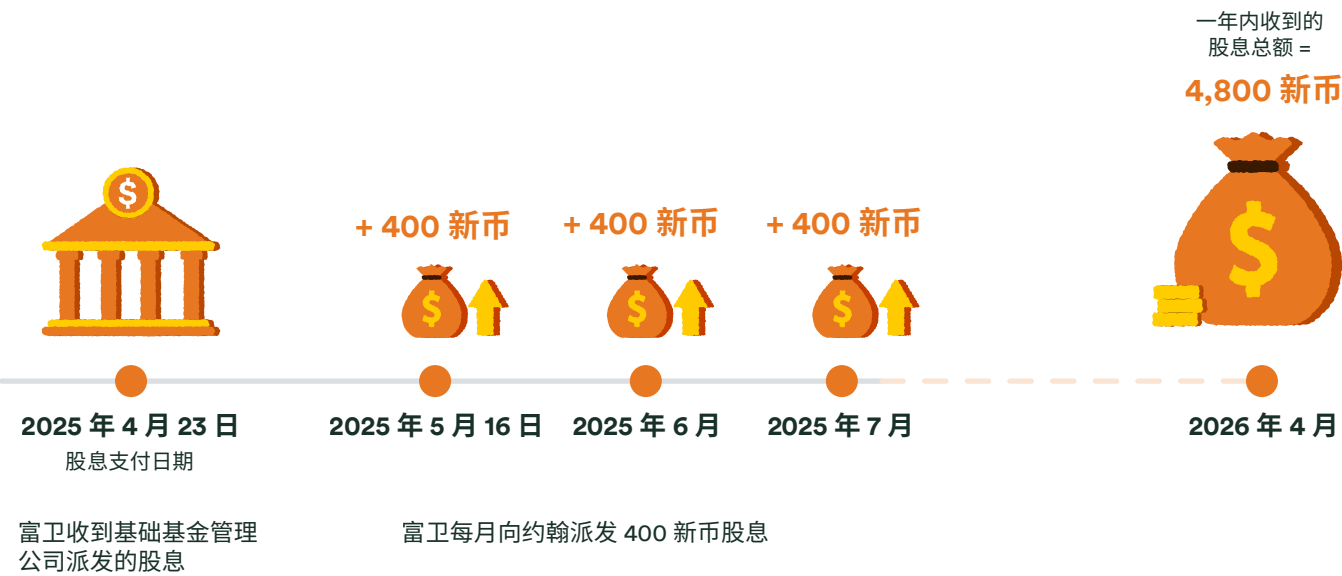 一年内收到的
股息总额 =
4,800 新币
$
+ 400 新币
+ 400 新币
+ 400 新币
$
$
$
$
2025 年 4 月 23 日
股息支付日期
2025 年 5 月 16 日
2025 年 6 月
2025 年 7 月
2026 年 4 月
富卫收到基础基金管理
公司派发的股息
富卫每月向约翰派发 400 新币股息